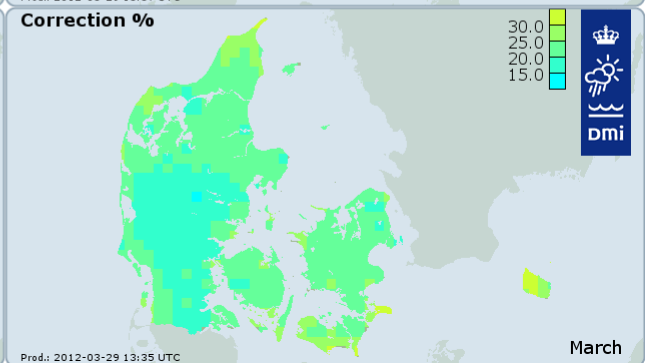 Correction %
30.0
25.0
20.0
15.0
DMi
March
Prod.: 2012-03-29 13:35 UTC